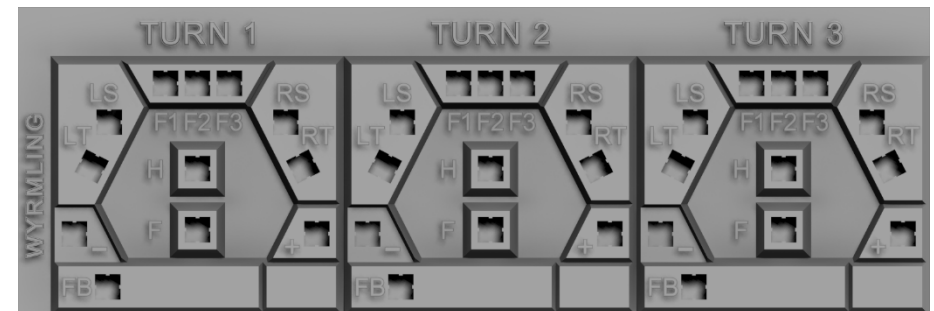 TURN 1 TURN 2 TURN 3
WYRMLING
LS RS LS RS LS RS
F1 F2 F3 F1 F2 F3 F1 F2 F3
LT RT LT RT LT RT
H H H
F F F
- + - + - +
FB FB FB